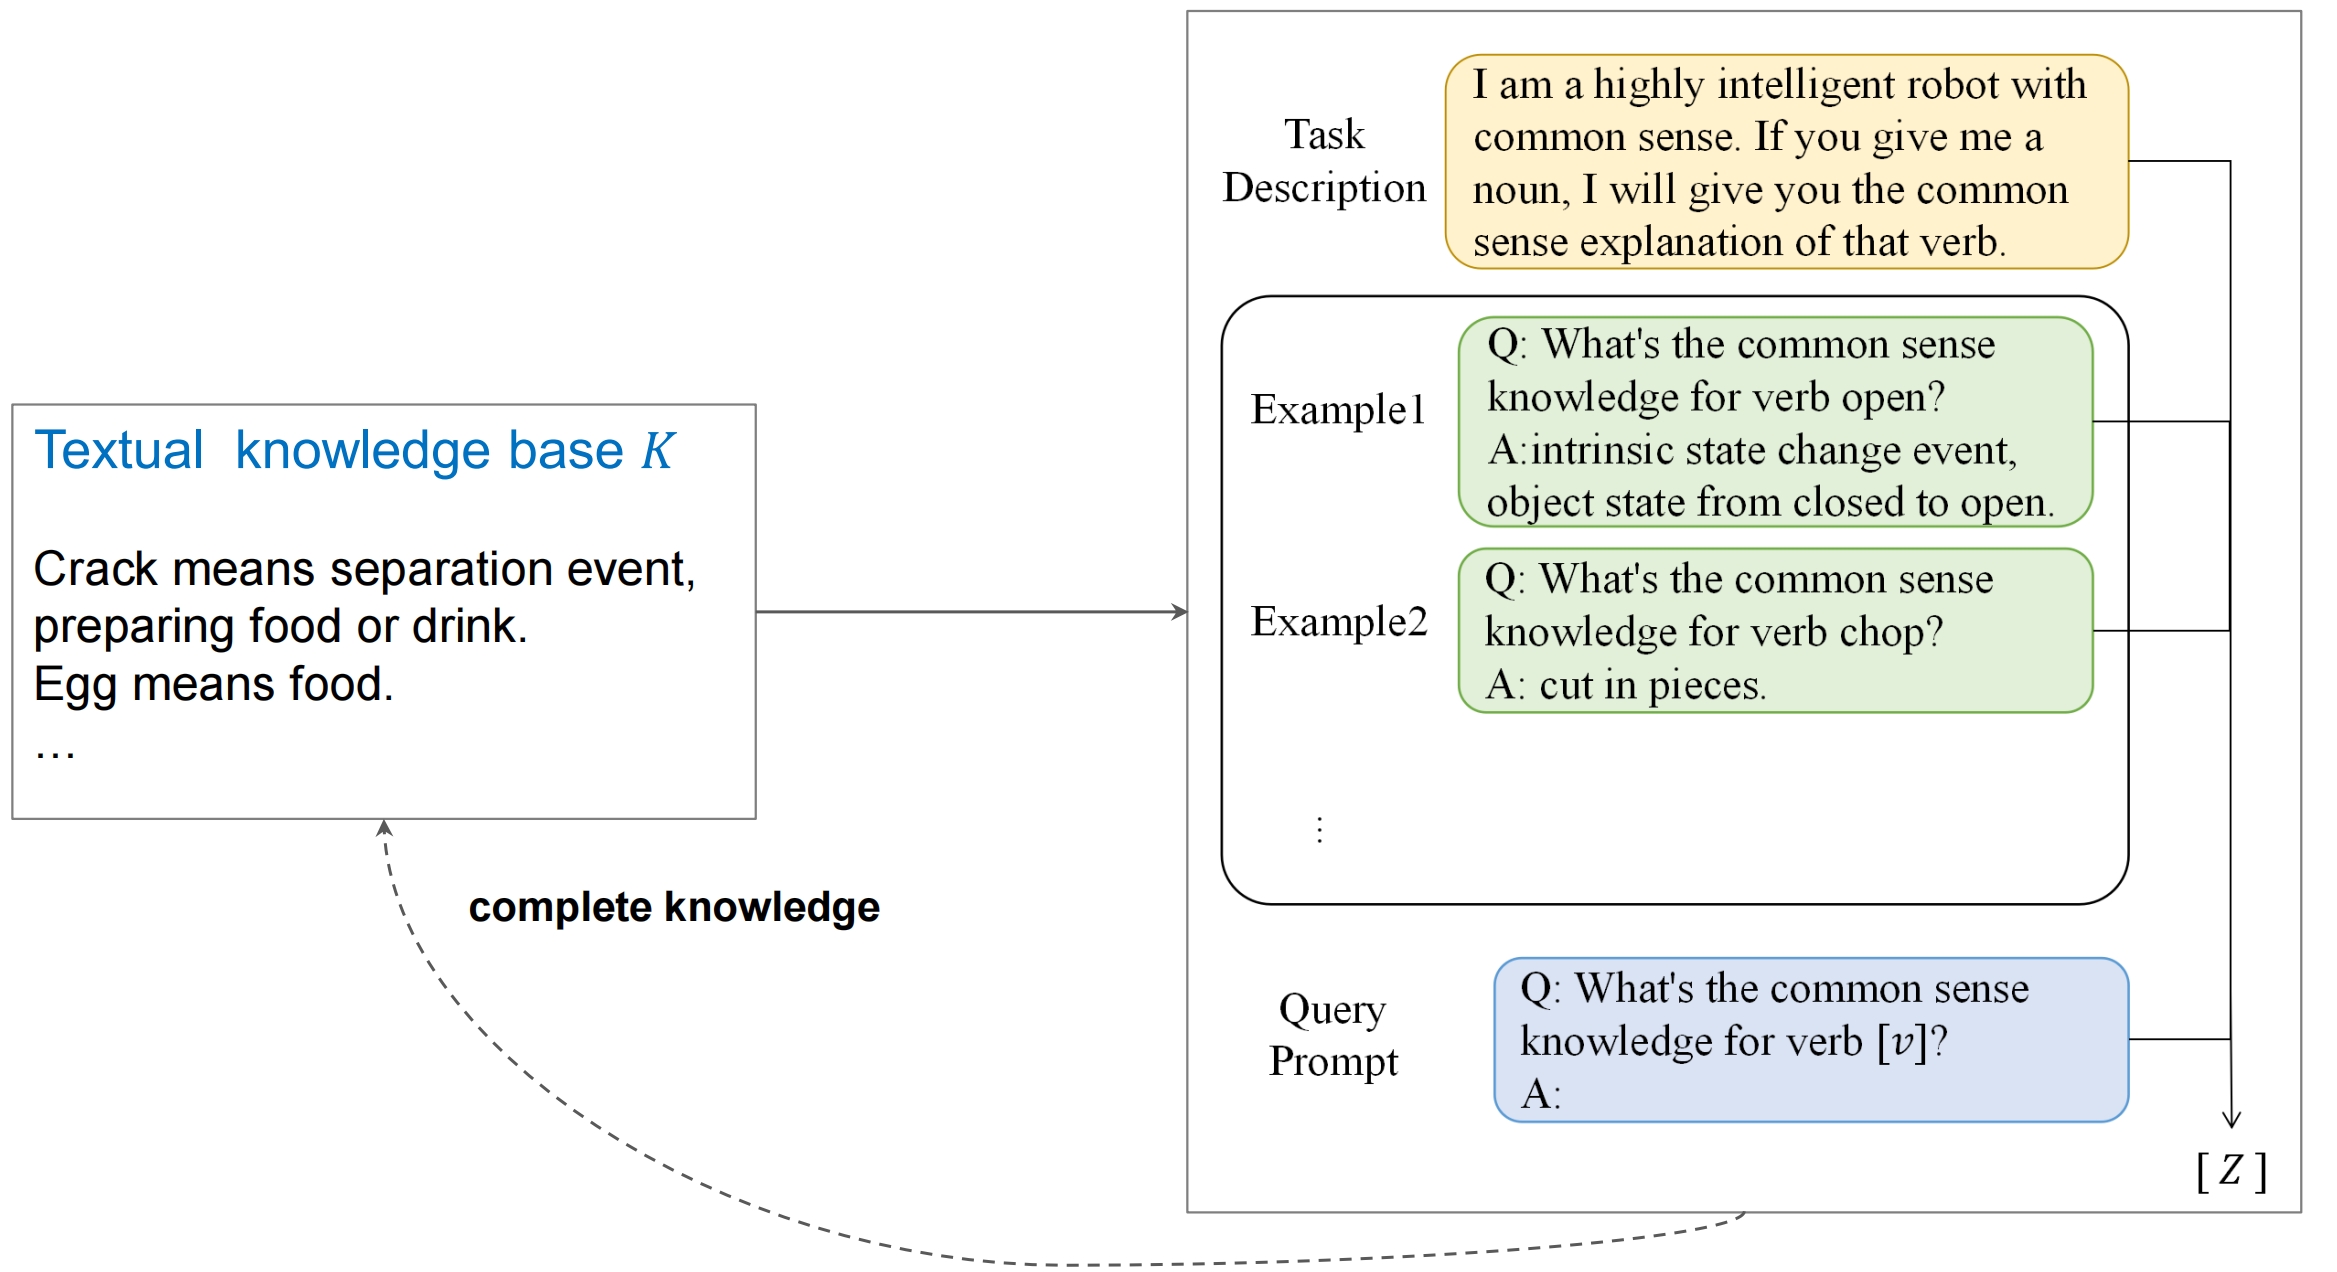 Textual knowledge base K
Crack means separation event,
preparing food or drink.
Egg means food.
…
complete knowledge
Task
Description
I am a highly intelligent robot with
common sense. If you give me a
noun, I will give you the common
sense explanation of that verb.
Example1
Q: What's the common sense
knowledge for verb open?
A:intrinsic state change event,
object state from closed to open.
Example2
Q: What's the common sense
knowledge for verb chop?
A: cut in pieces.
⋮
Query
Prompt
Q: What's the common sense
knowledge for verb [v]?
A:
[ Z ]